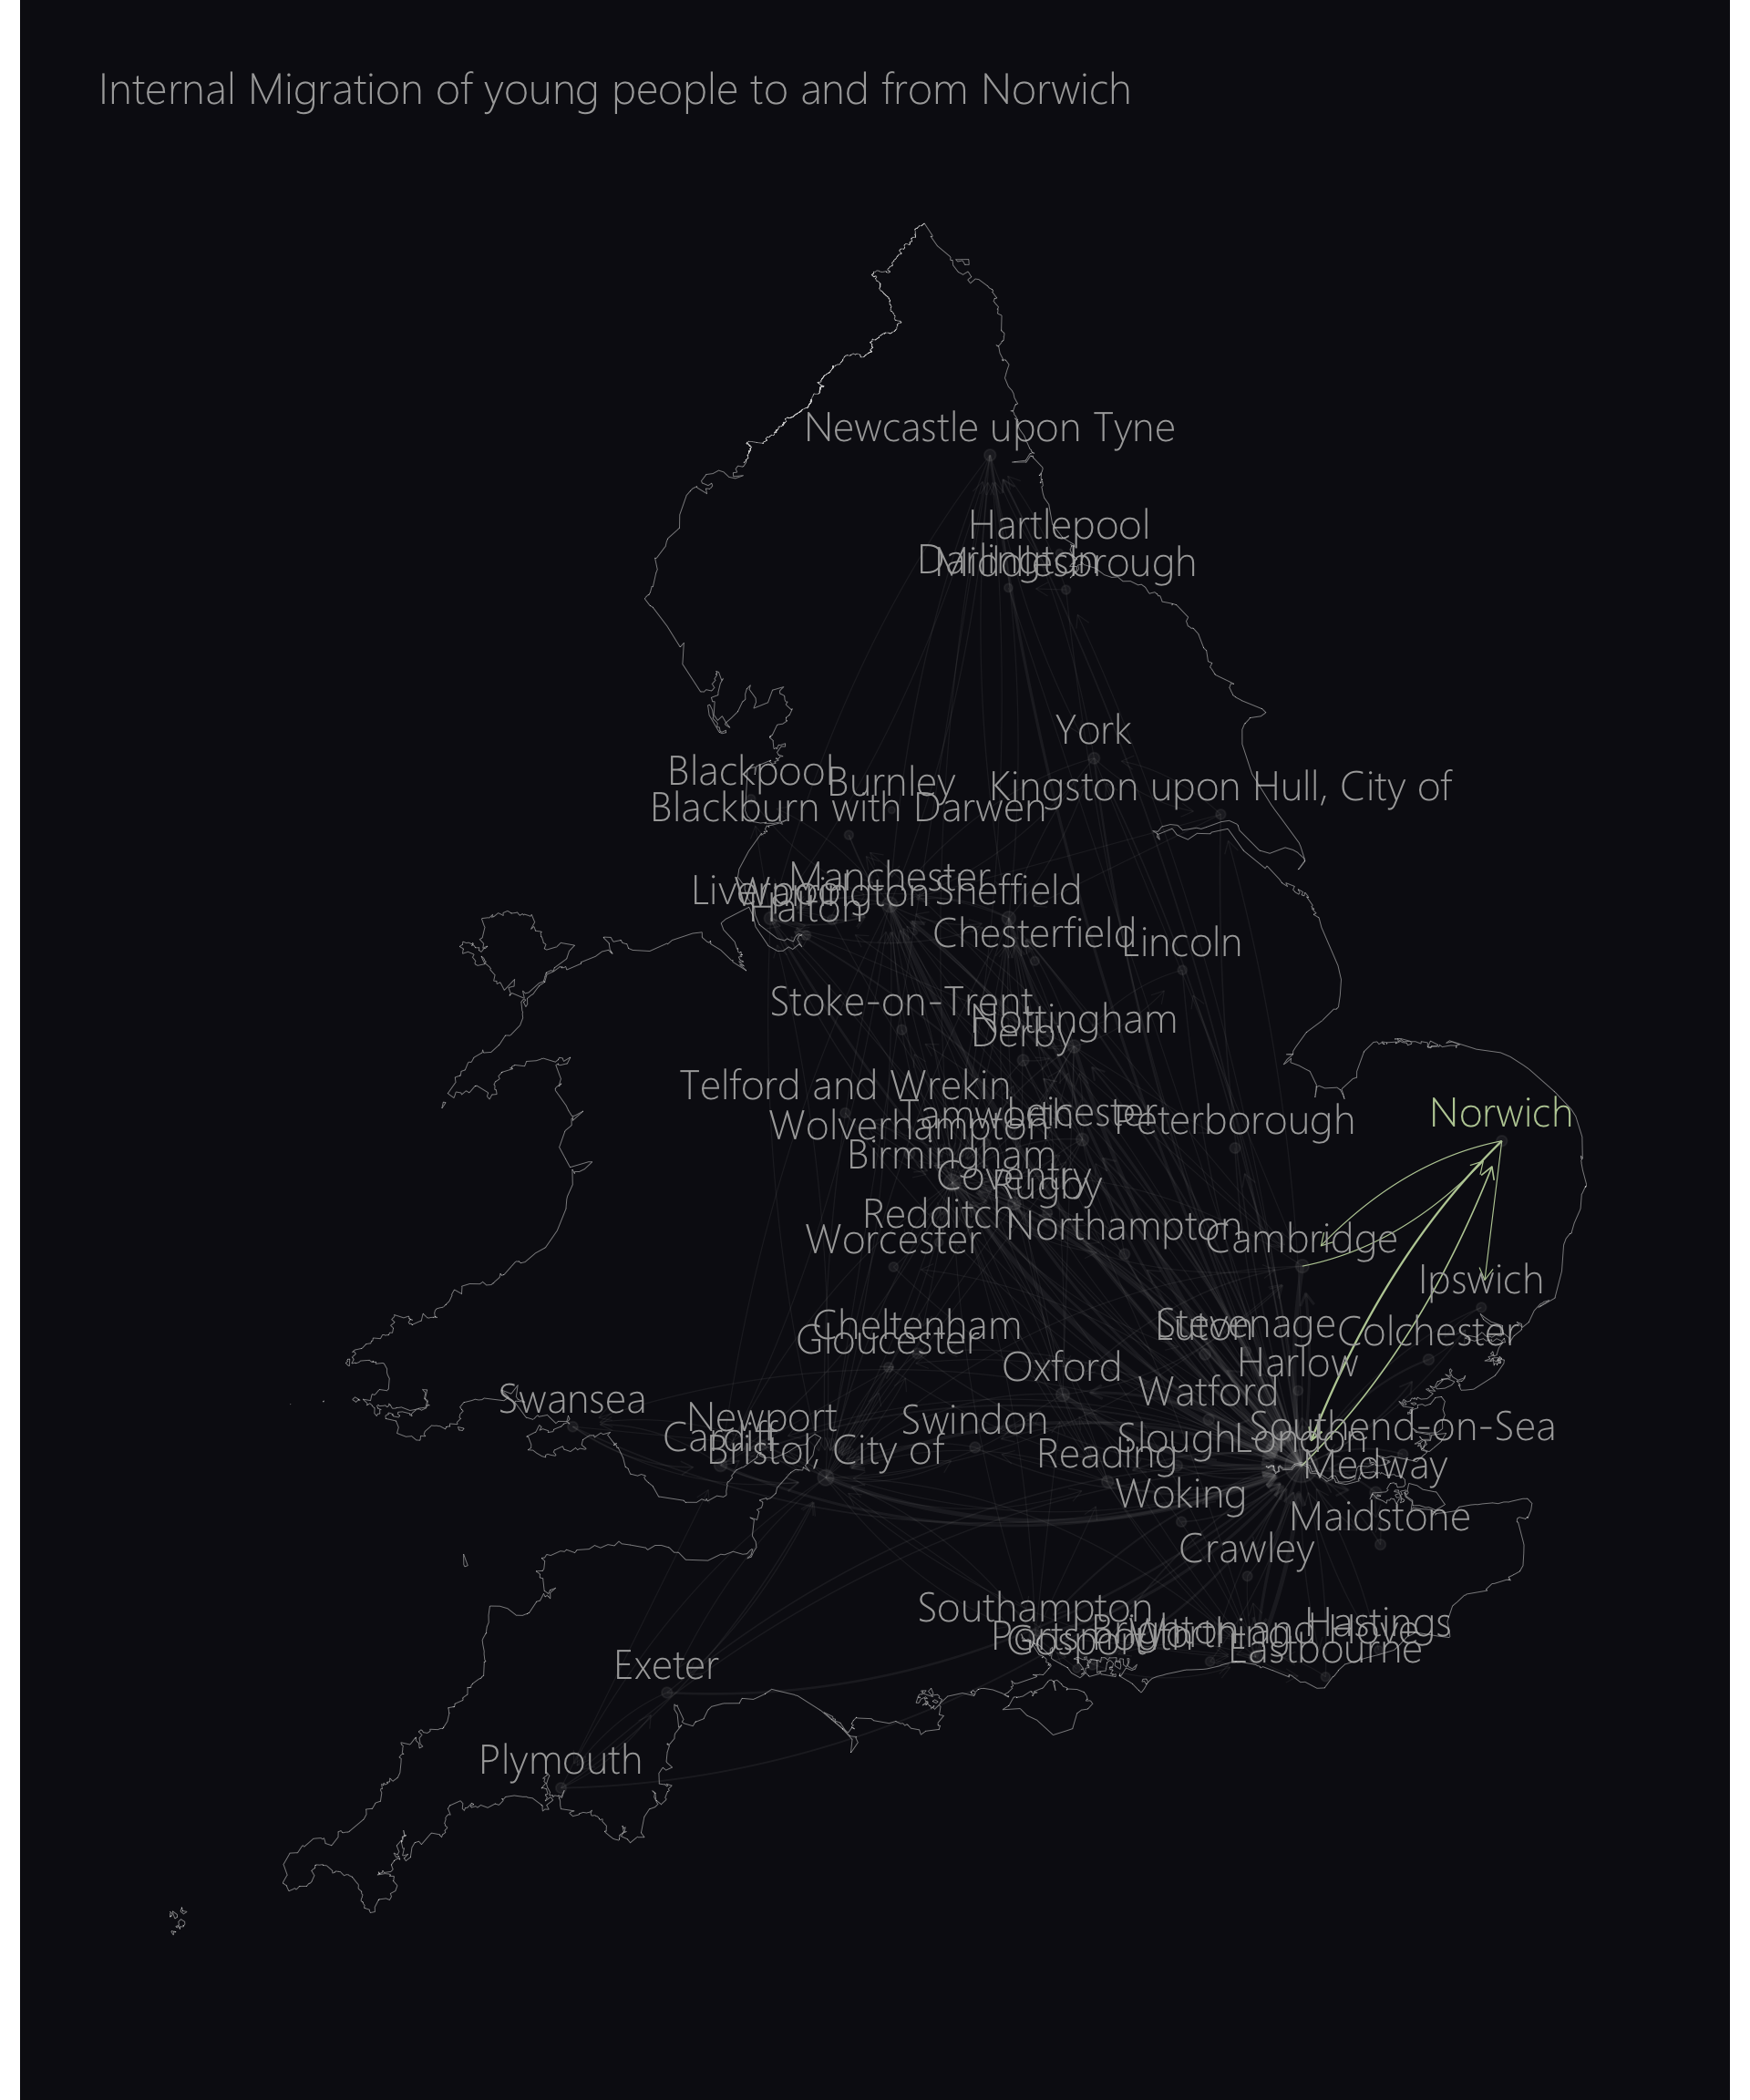 Internal Migration of young people to and from Norwich
Newcastle upon Tyne
Hartlepool
Darlington
Middlesbrough
York
Blackpool
Burnley
Kingston upon Hull, City of
Blackburn with Darwen
Manchester
Liverpool
Warrington
Sheffield
Halton
Chesterfield
Lincoln
Stoke-on-Trent
Nottingham
Derby
Telford and Wrekin
Tamworth
Leicester
Peterborough
Norwich
Wolverhampton
Birmingham
Coventry
Rugby
Redditch
Northampton
Worcester
Cambridge
Ipswich
Cheltenham
Stevenage
Luton
Colchester
Gloucester
Oxford
Harlow
Watford
Swansea
Newport
Swindon
Southend-on-Sea
Cardiff
Bristol, City of
Reading
Slough
London
Medway
Woking
Maidstone
Crawley
Southampton
Portsmouth
Gosport
Brighton and Hove
Worthing
Hastings
Eastbourne
Exeter
Plymouth